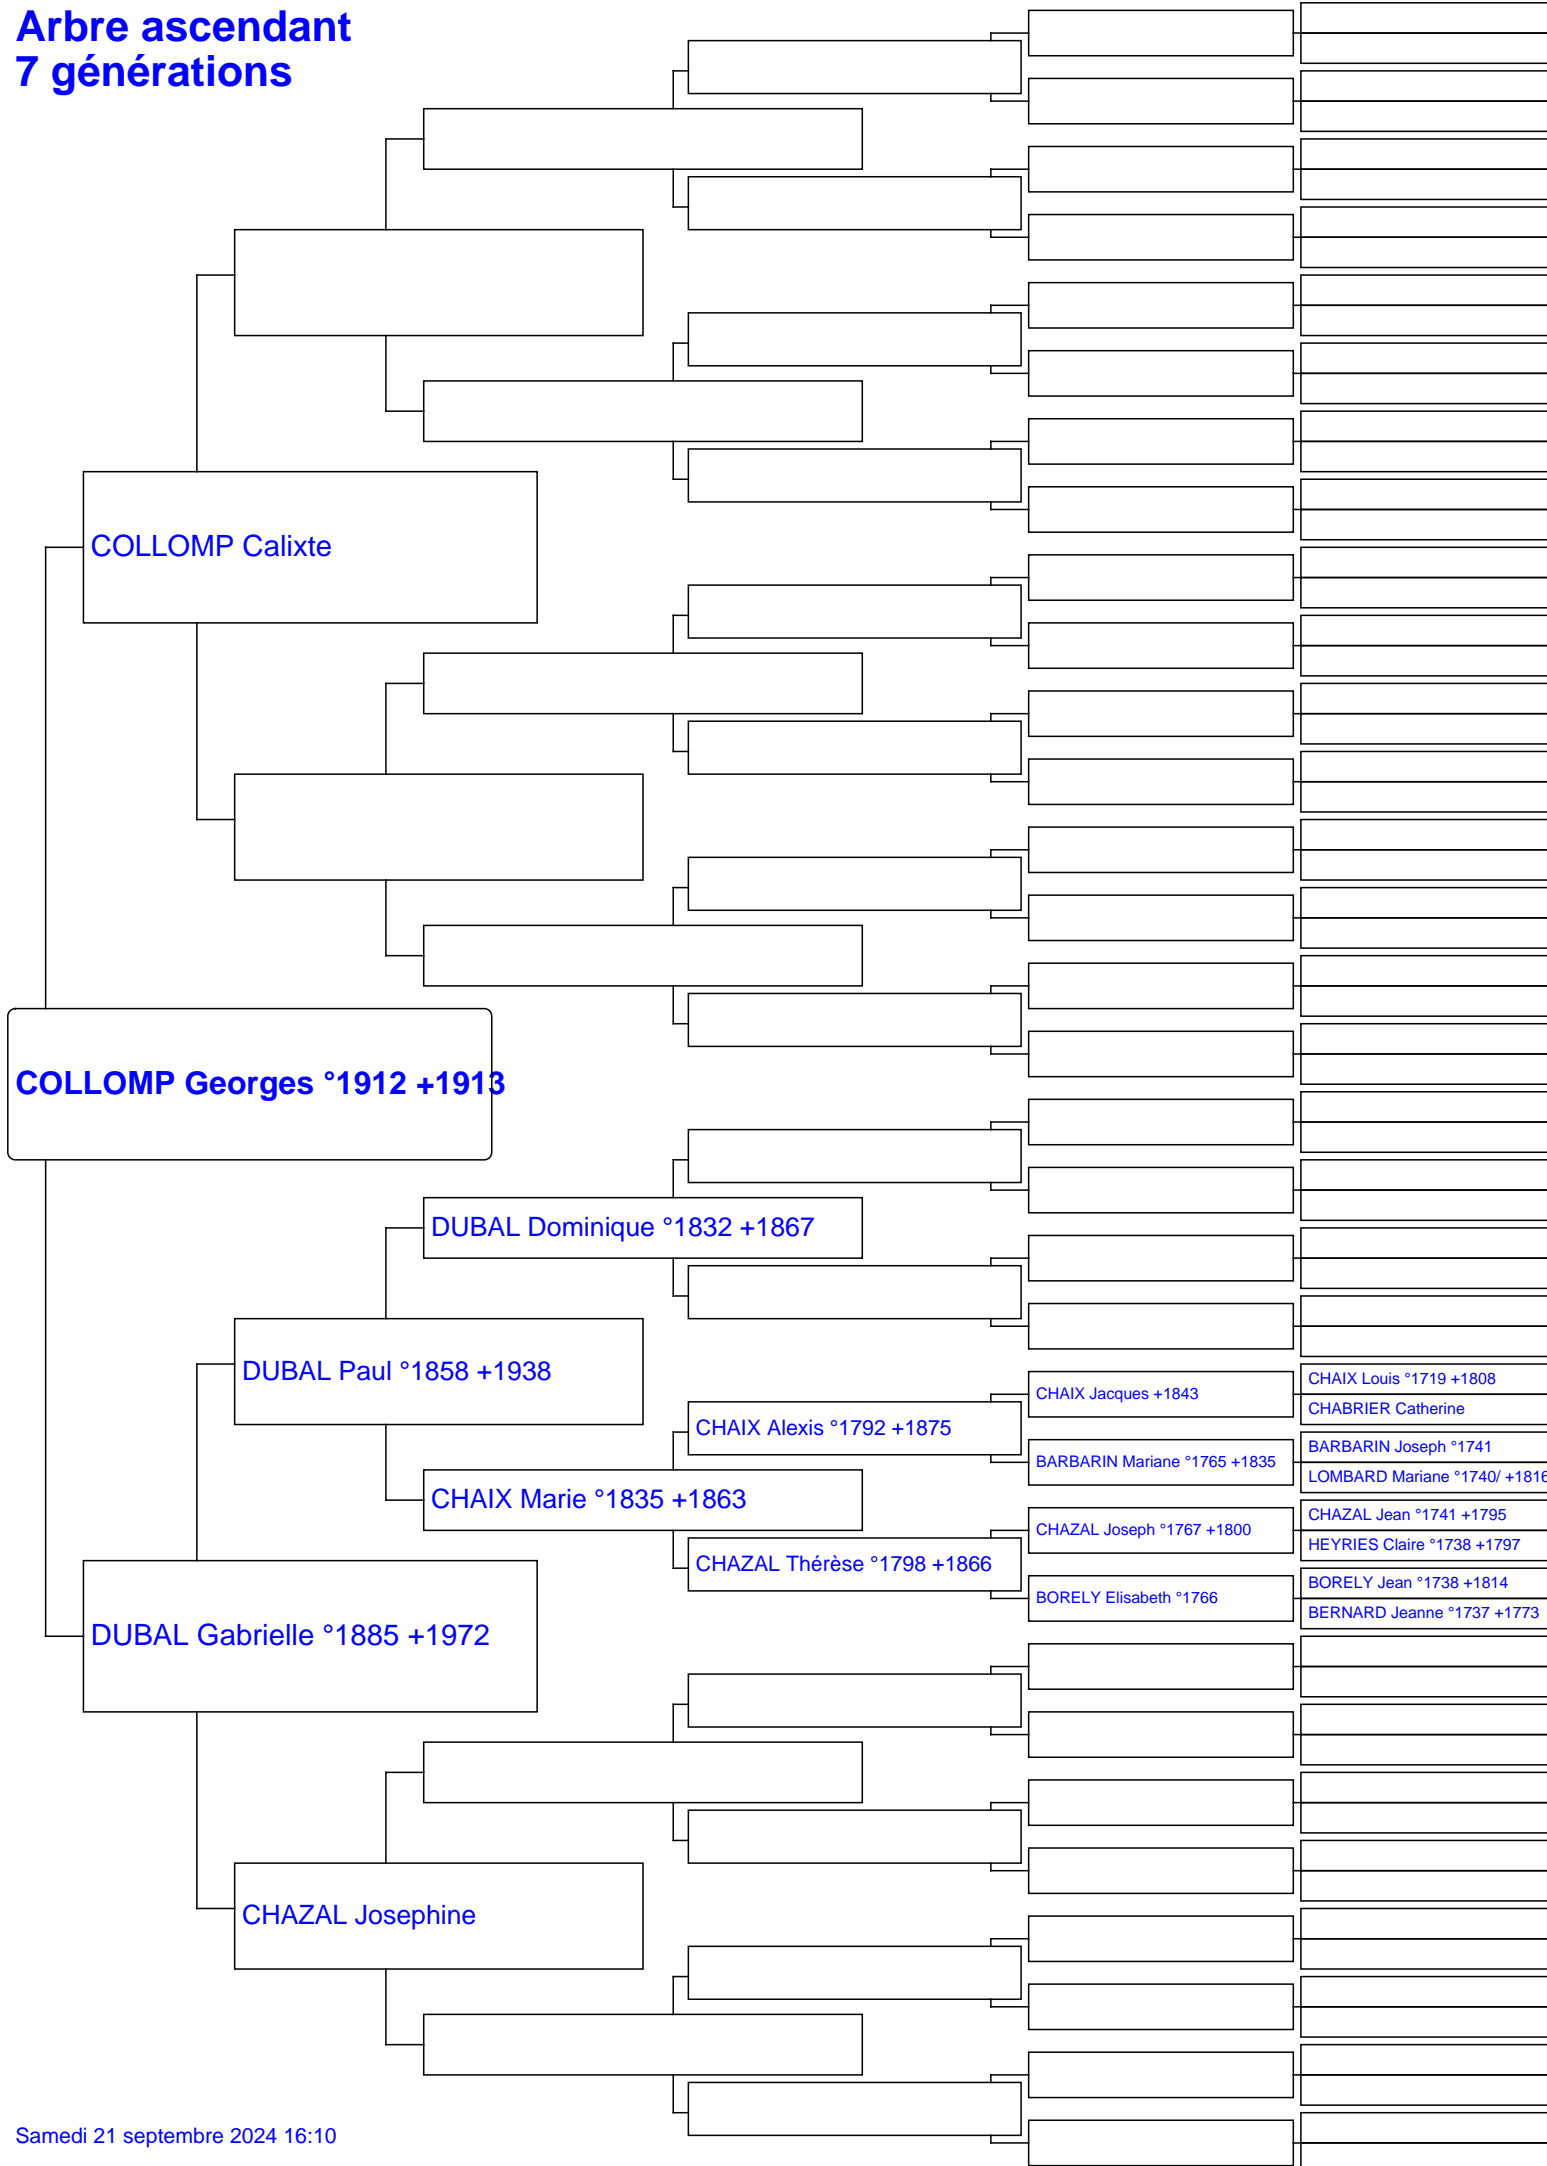 Arbre ascendant
7 générations
COLLOMP Calixte
COLLOMP Georges °1912 +1913
DUBAL Dominique °1832 +1867
DUBAL Paul °1858 +1938
CHAIX Louis °1719 +1808
CHAIX Jacques +1843
CHABRIER Catherine
CHAIX Alexis °1792 +1875
BARBARIN Joseph °1741
BARBARIN Mariane °1765 +1835
LOMBARD Mariane °1740/ +1816
CHAIX Marie °1835 +1863
CHAZAL Jean °1741 +1795
CHAZAL Joseph °1767 +1800
HEYRIES Claire °1738 +1797
CHAZAL Thérèse °1798 +1866
BORELY Jean °1738 +1814
BORELY Elisabeth °1766
BERNARD Jeanne °1737 +1773
DUBAL Gabrielle °1885 +1972
CHAZAL Josephine
Samedi 21 septembre 2024 16:10